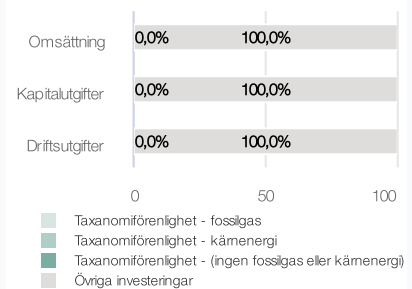 Omsättning 0,0% 100,0%
Kapitalutgifter 0,0% 100,0%
Driftsutgifter 0,0% 100,0%
0 50 100
Taxanomiförenlighet - fossilgas
Taxanomiförenlighet - kärnenergi
Taxanomiförenlighet - (ingen fossilgas eller kärnenergi)
Övriga investeringar